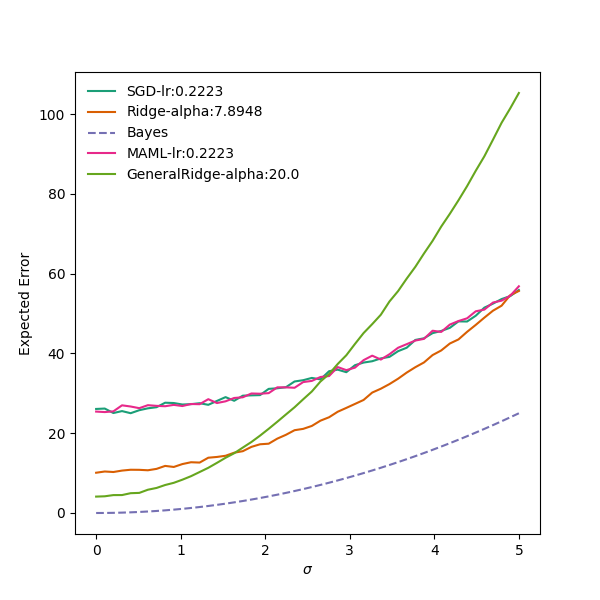 SGD-lr:0.2223
Ridge-alpha:7.8948
Bayes
MAML-lr:0.2223
GeneralRidge-alpha:20.0
Expected Error
100
80
60
40
20
0
0 1 2 3 4 5
σ